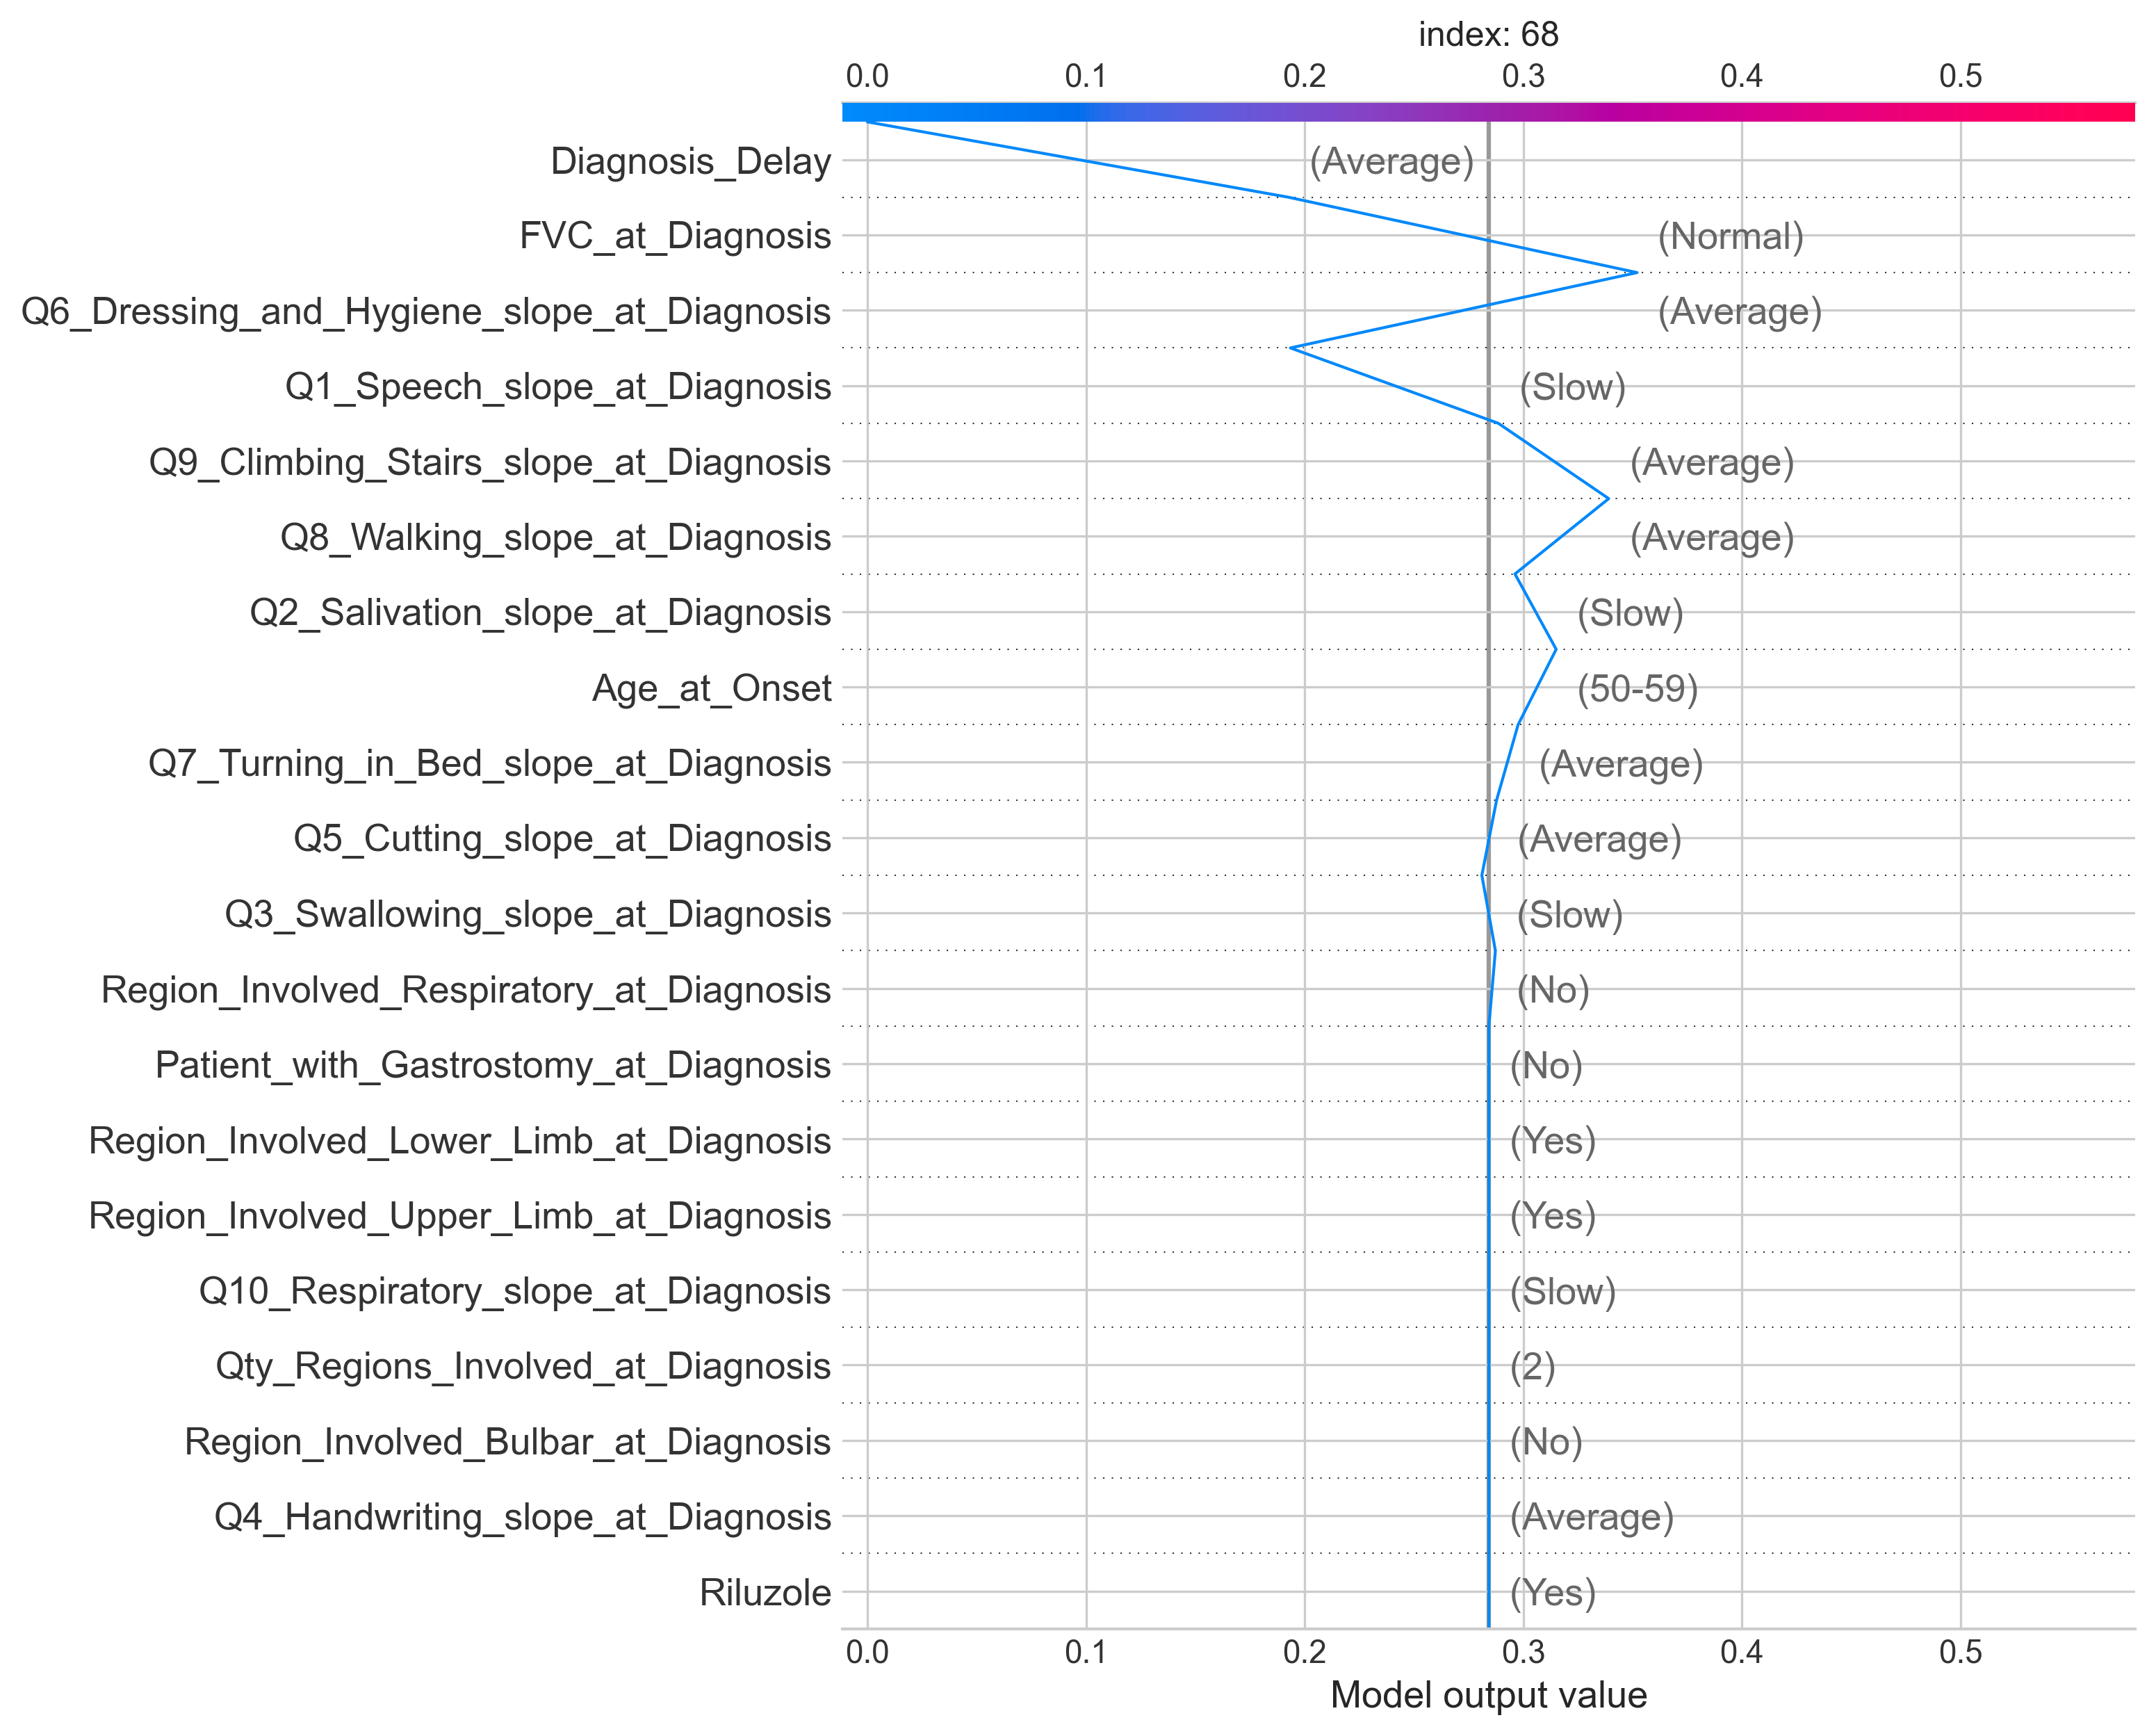 index: 68
0.0 0.1 0.2 0.3 0.4 0.5
Diagnosis_Delay (Average)
FVC_at_Diagnosis (Normal)
Q6_Dressing_and_Hygiene_slope_at_Diagnosis (Average)
Q1_Speech_slope_at_Diagnosis (Slow)
Q9_Climbing_Stairs_slope_at_Diagnosis (Average)
Q8_Walking_slope_at_Diagnosis (Average)
Q2_Salivation_slope_at_Diagnosis (Slow)
Age_at_Onset (50-59)
Q7_Turning_in_Bed_slope_at_Diagnosis (Average)
Q5_Cutting_slope_at_Diagnosis (Average)
Q3_Swallowing_slope_at_Diagnosis (Slow)
Region_Involved_Respiratory_at_Diagnosis (No)
Patient_with_Gastrostomy_at_Diagnosis (No)
Region_Involved_Lower_Limb_at_Diagnosis (Yes)
Region_Involved_Upper_Limb_at_Diagnosis (Yes)
Q10_Respiratory_slope_at_Diagnosis (Slow)
Qty_Regions_Involved_at_Diagnosis (2)
Region_Involved_Bulbar_at_Diagnosis (No)
Q4_Handwriting_slope_at_Diagnosis (Average)
Riluzole (Yes)
0.0 0.1 0.2 0.3 0.4 0.5
Model output value